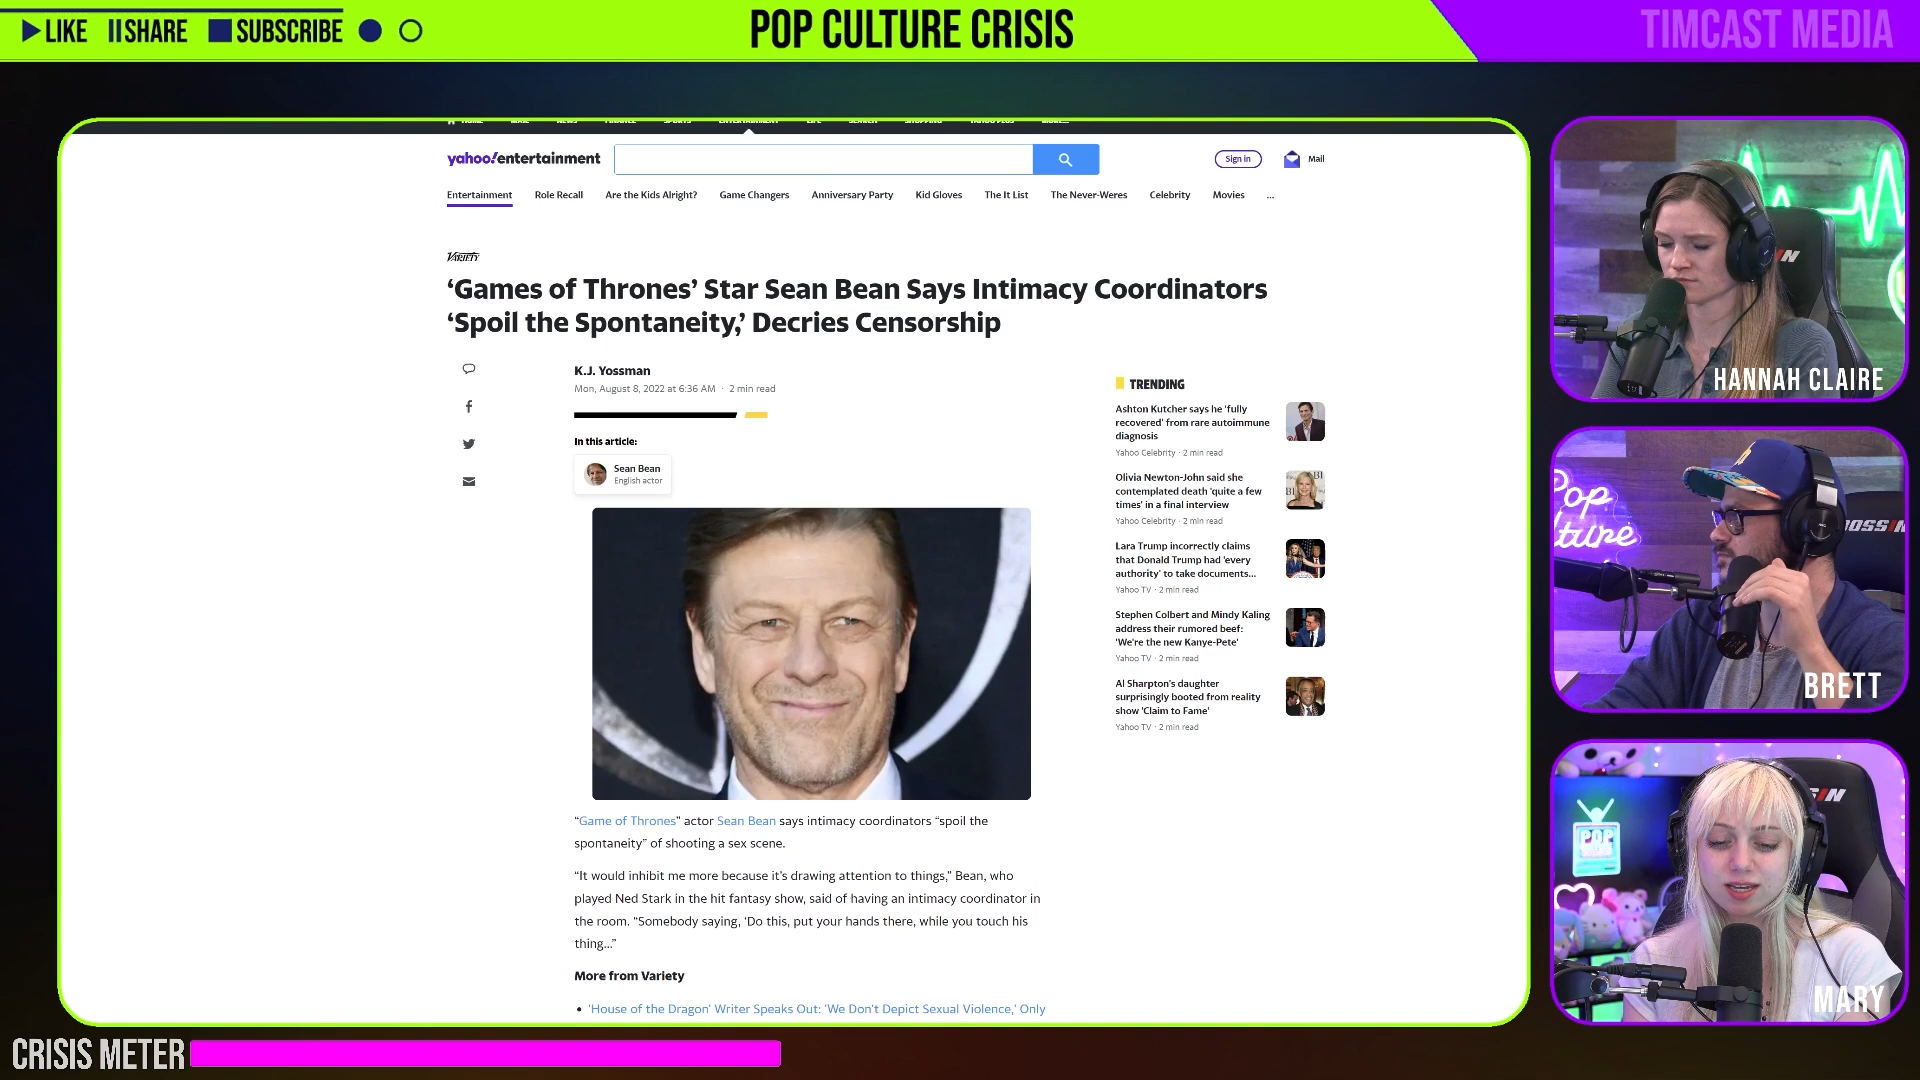 LIKE SHARE SUBSCRIBE
POP CULTURE CRISIS
TIMCAST MEDIA
yahoo!entertainment
Sign in
Mail
Entertainment Role Recall Are the Kids Alright? Game Changers Anniversary Party Kid Gloves The It List The Never-Weres Celebrity Movies ...
VARIETY
‘Games of Thrones’ Star Sean Bean Says Intimacy Coordinators
‘Spoil the Spontaneity,’ Decries Censorship
K.J. Yossman
Mon, August 8, 2022 at 6:36 AM · 2 min read
In this article:
Sean Bean
English actor
“Game of Thrones” actor Sean Bean says intimacy coordinators “spoil the
spontaneity” of shooting a sex scene.
“It would inhibit me more because it’s drawing attention to things,” Bean, who
played Ned Stark in the hit fantasy show, said of having an intimacy coordinator in
the room. “Somebody saying, ‘Do this, put your hands there, while you touch his
thing...”
More from Variety
• 'House of the Dragon' Writer Speaks Out: 'We Don't Depict Sexual Violence,' Only
TRENDING
Ashton Kutcher says he 'fully
recovered' from rare autoimmune
diagnosis
Yahoo Celebrity · 2 min read
Olivia Newton-John said she
contemplated death 'quite a few
times' in a final interview
Yahoo Celebrity · 2 min read
Lara Trump incorrectly claims
that Donald Trump had 'every
authority' to take documents...
Yahoo TV · 2 min read
Stephen Colbert and Mindy Kaling
address their rumored beef:
'We're the new Kanye-Pete'
Yahoo TV · 2 min read
Al Sharpton's daughter
surprisingly booted from reality
show 'Claim to Fame'
Yahoo TV · 2 min read
HANNAH CLAIRE
Pop
BRETT
POP
MARY
CRISIS METER